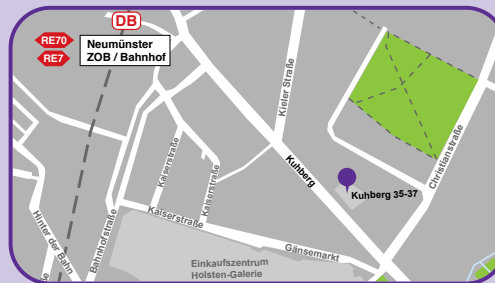 DB
RE70
RE7
Neumünster
ZOB / Bahnhof
Kieler Straße
Christianstraße
Kuhberg
Kuhberg 35-37
Kaiserstraße
Kaiserstraße
Kaiserstraße
Hinter der Bahn
Bahnhofstraße
Gänsemarkt
Einkaufszentrum
Holsten-Galerie